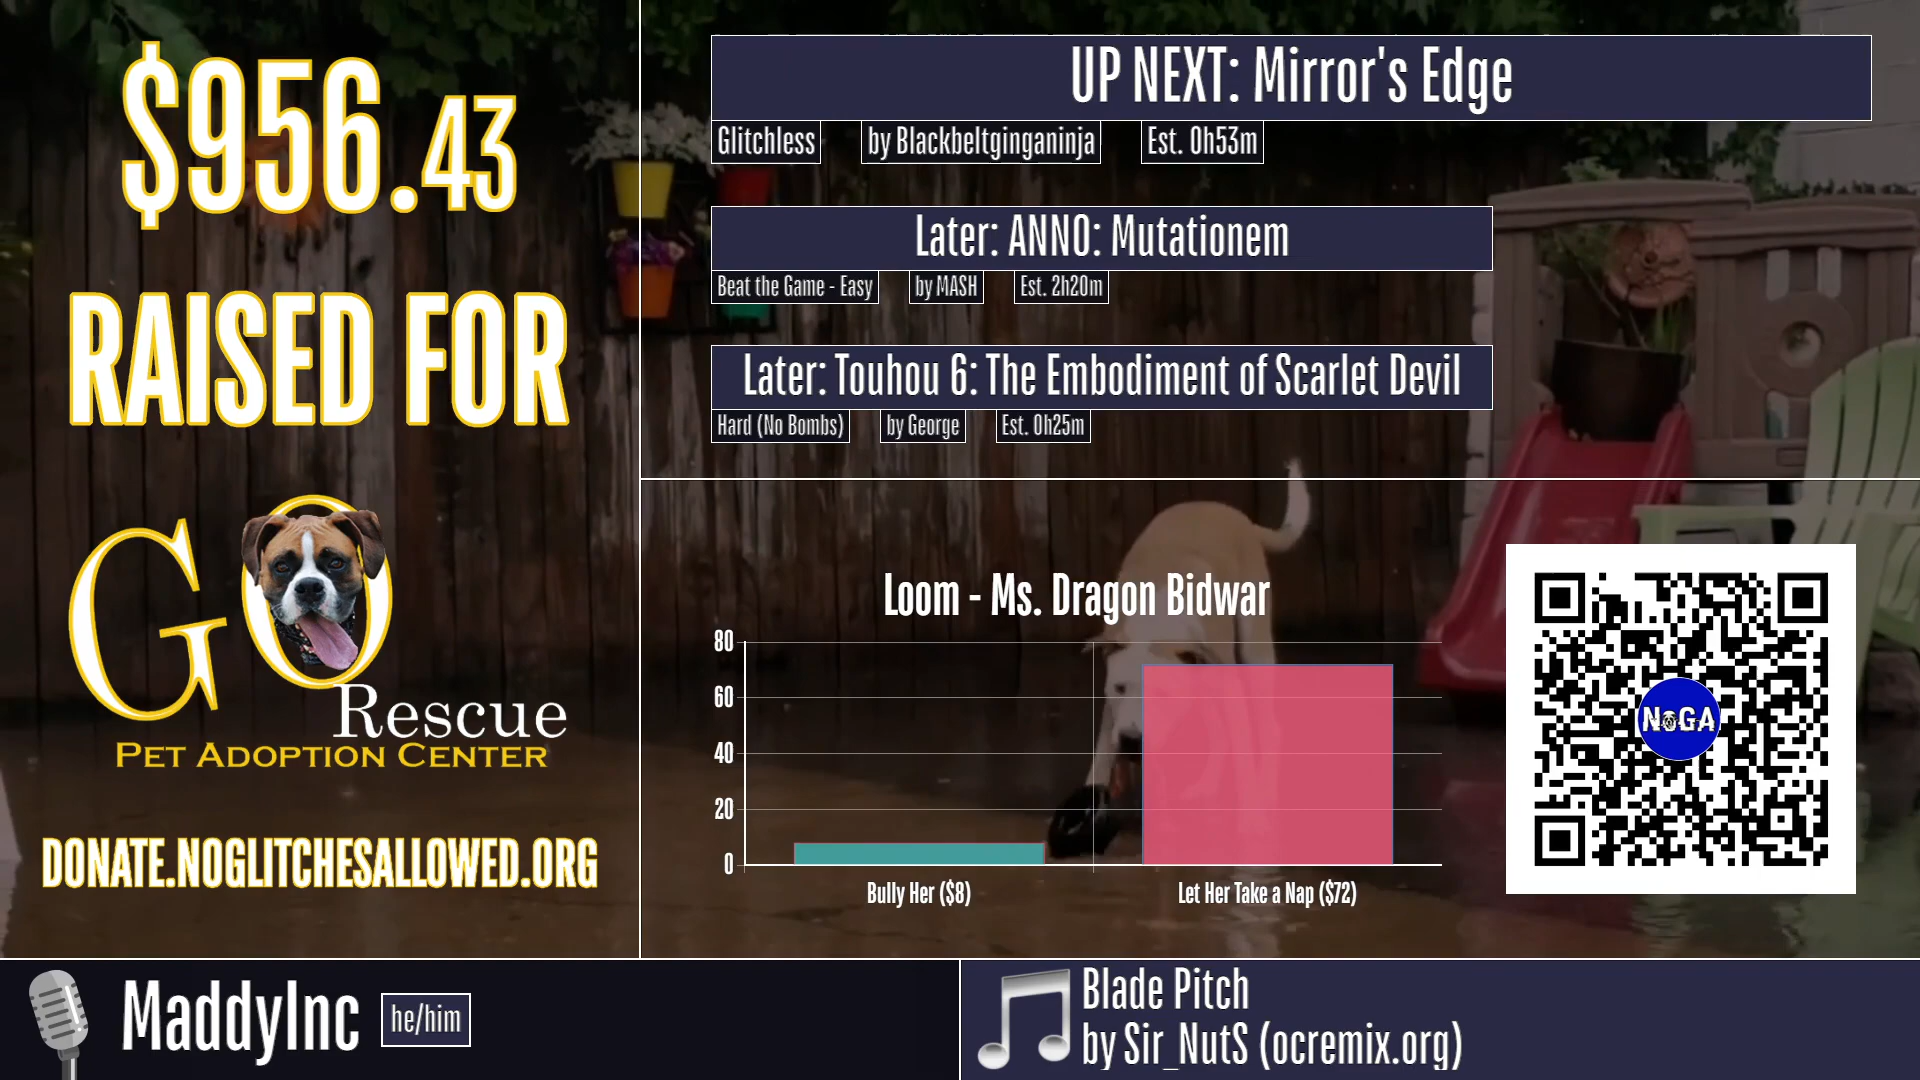 $956.43
RAISED FOR
GO
Rescue
PET ADOPTION CENTER
DONATE.NOGLITCHESALLOWED.ORG
UP NEXT: Mirror's Edge
Glitchless by Blackbeltginganinja Est. 0h53m
Later: ANNO: Mutationem
Beat the Game - Easy by MASH Est. 2h20m
Later: Touhou 6: The Embodiment of Scarlet Devil
Hard (No Bombs) by George Est. 0h25m
Loom - Ms. Dragon Bidwar
80
60
40
20
0
Bully Her ($8) Let Her Take a Nap ($72)
NGA
MaddyInc he/him
Blade Pitch
by Sir_NutS (ocremix.org)